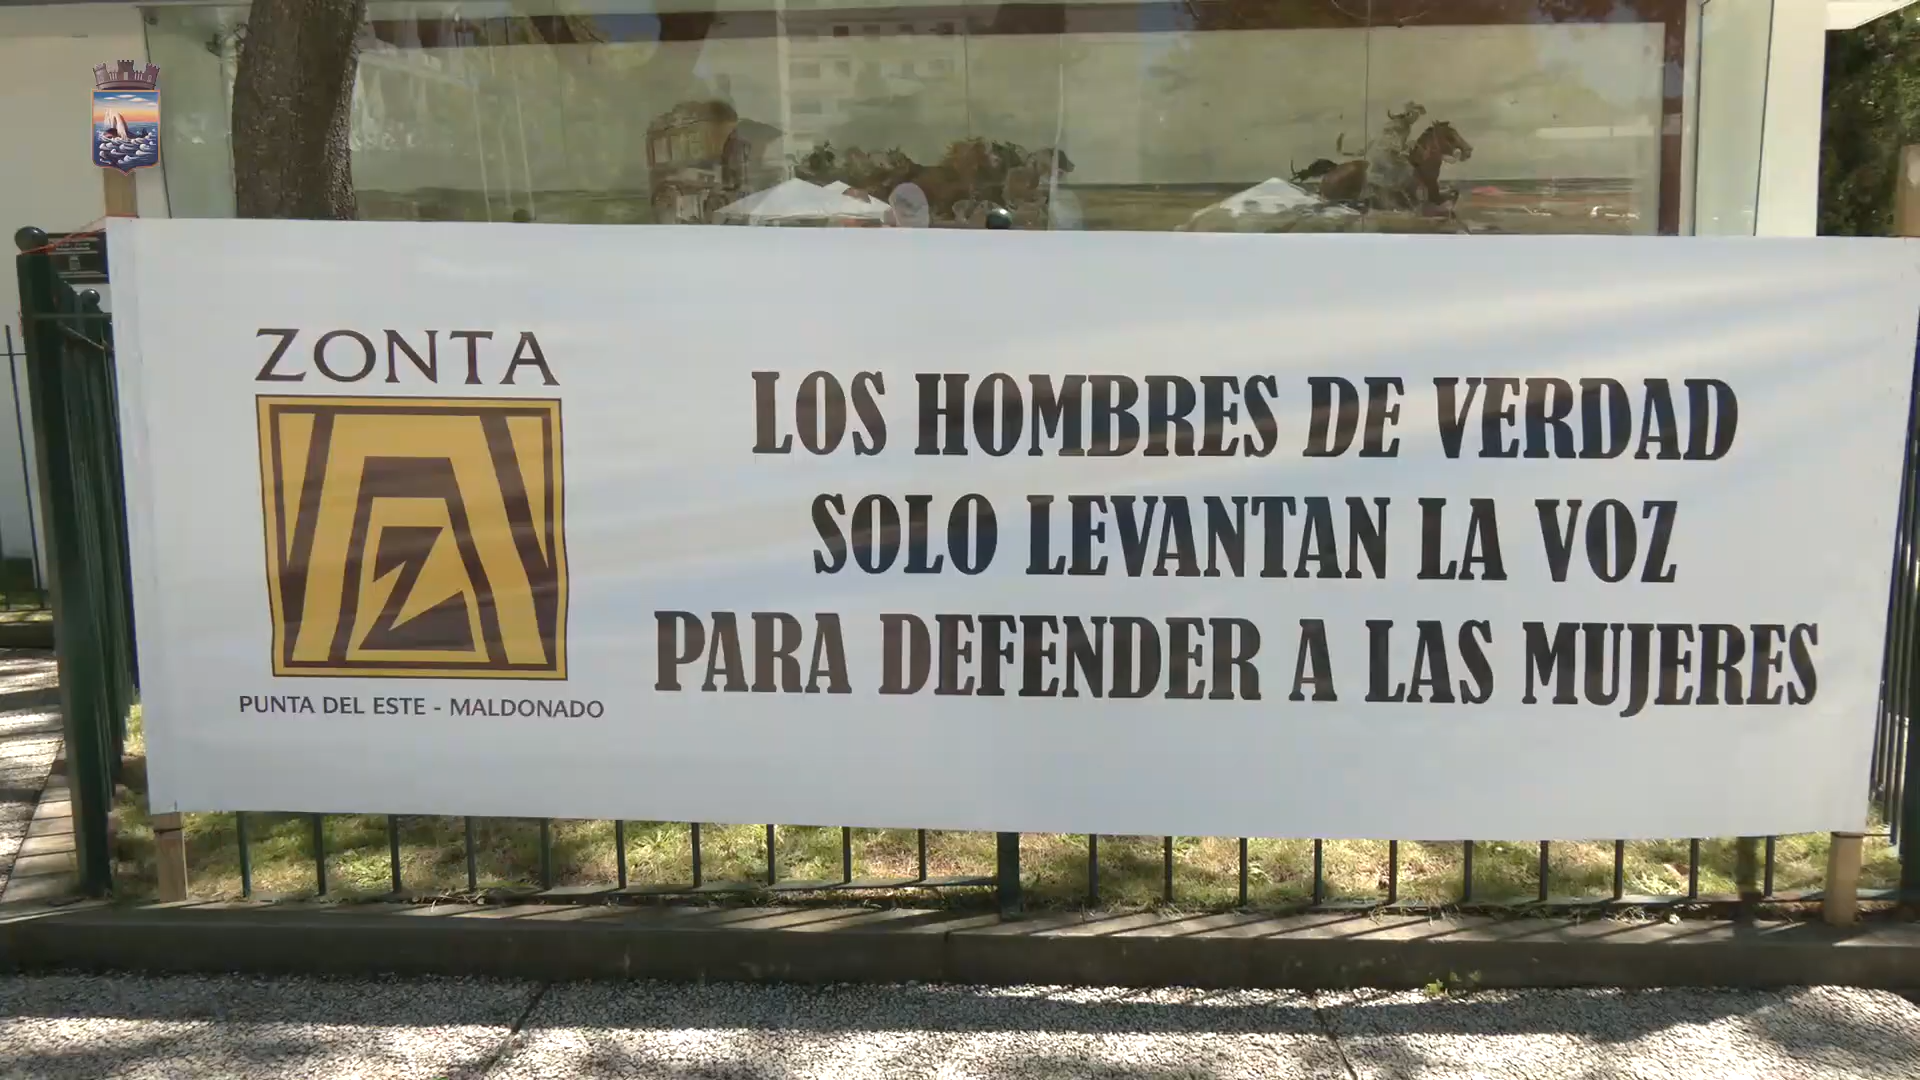 ZONTA
PUNTA DEL ESTE - MALDONADO
LOS HOMBRES DE VERDAD
SOLO LEVANTAN LA VOZ
PARA DEFENDER A LAS MUJERES